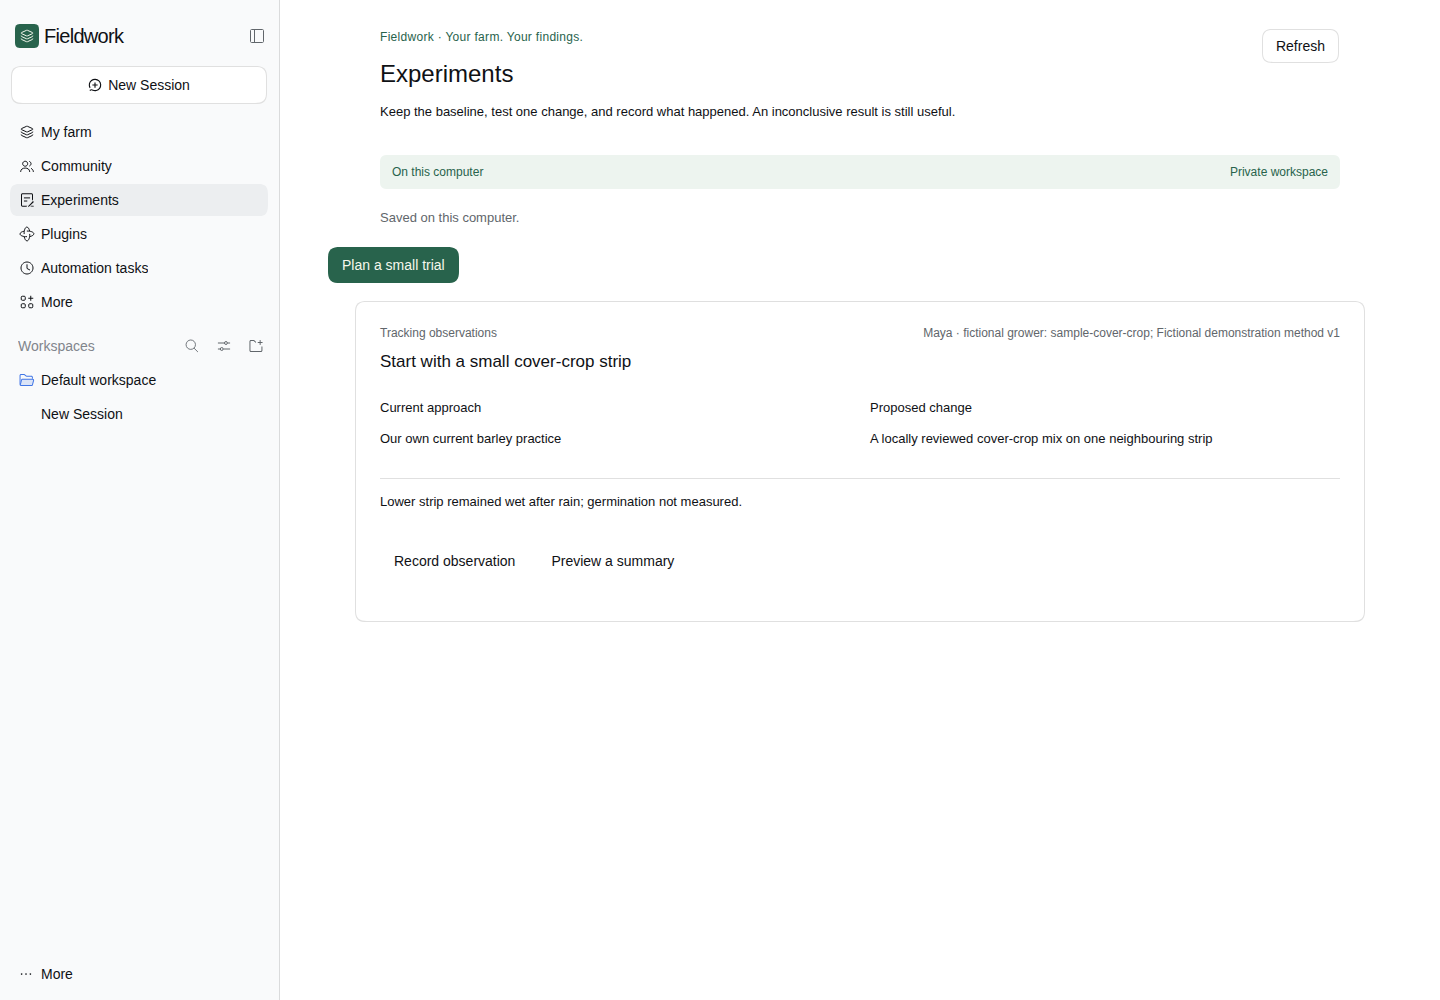 Fieldwork
New Session
My farm
Community
Experiments
Plugins
Automation tasks
More
Workspaces
Default workspace
New Session
More
Fieldwork · Your farm. Your findings.
Refresh
Experiments
Keep the baseline, test one change, and record what happened. An inconclusive result is still useful.
On this computer
Private workspace
Saved on this computer.
Plan a small trial
Tracking observations
Maya · fictional grower: sample-cover-crop; Fictional demonstration method v1
Start with a small cover-crop strip
Current approach
Proposed change
Our own current barley practice
A locally reviewed cover-crop mix on one neighbouring strip
Lower strip remained wet after rain; germination not measured.
Record observation
Preview a summary